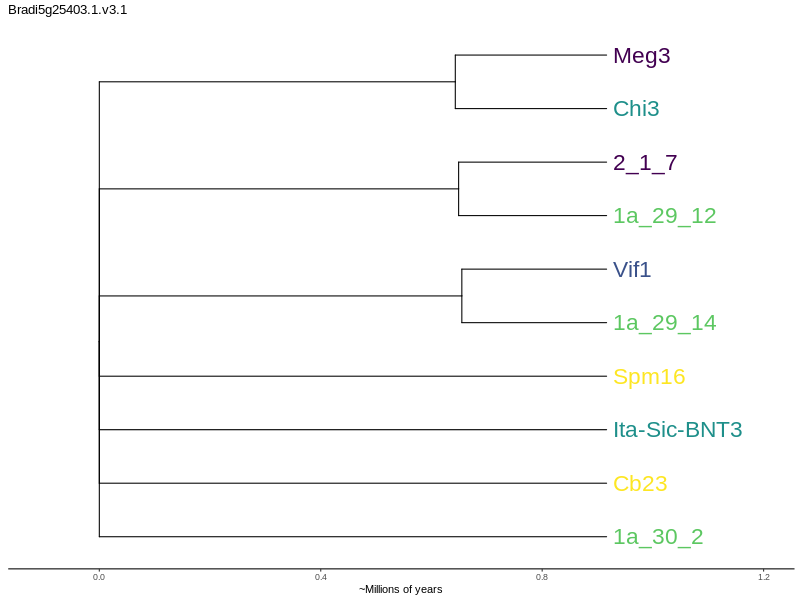 Bradi5g25403.1.v3.1
Meg3
Chi3
2_1_7
1a_29_12
Vif1
1a_29_14
Spm16
Ita-Sic-BNT3
Cb23
1a_30_2
0.0 0.4 0.8 1.2
~Millions of years